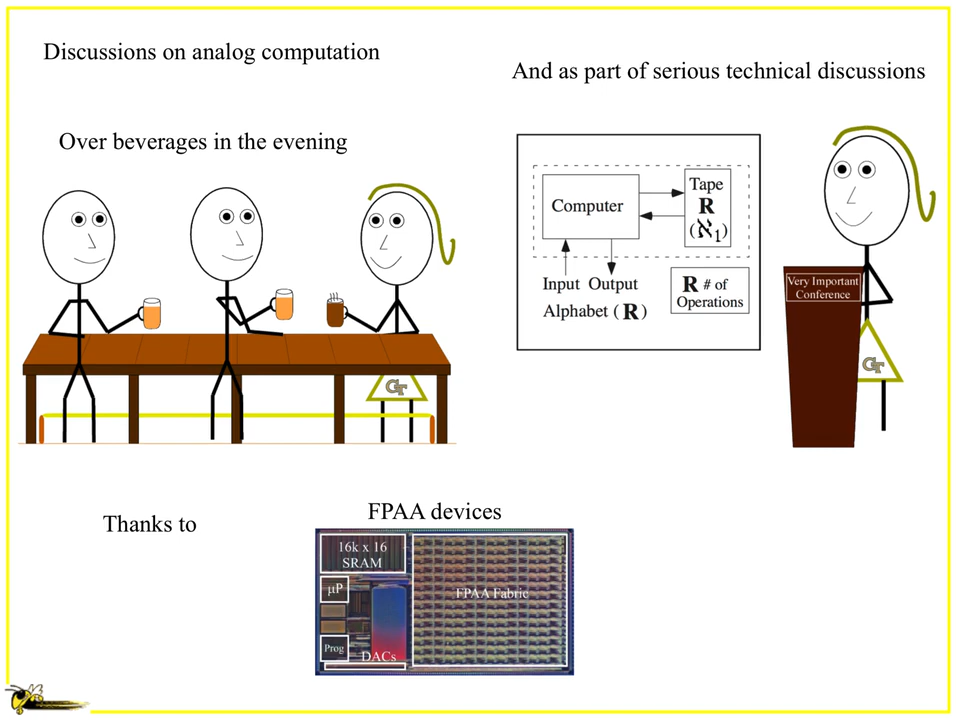 Discussions on analog computation
And as part of serious technical discussions
Over beverages in the evening
Computer
Tape
R
(ℵ1)
Input Output
Alphabet (R)
R # of
Operations
Very Important
Conference
GT
GT
Thanks to
FPAA devices
16k x 16
SRAM
μP
FPAA Fabric
Prog
DACs